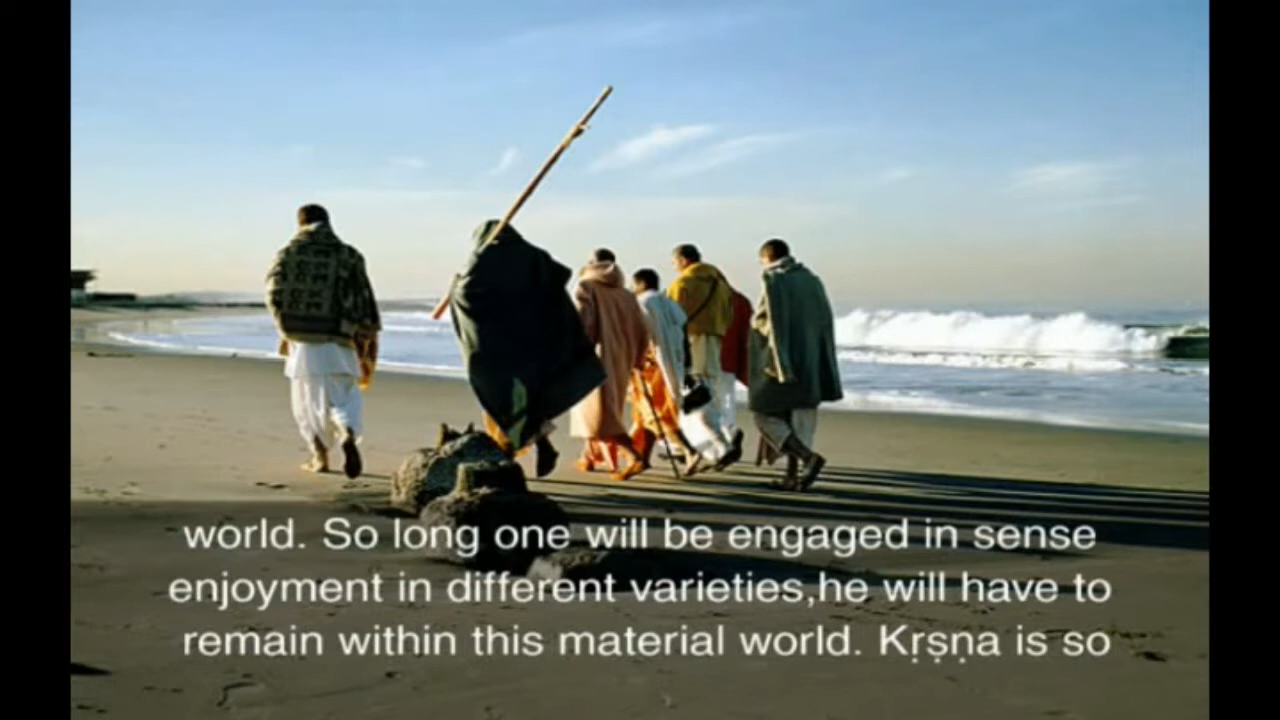 world. So long one will be engaged in sense
enjoyment in different varieties,he will have to
remain within this material world. Kṛṣṇa is so